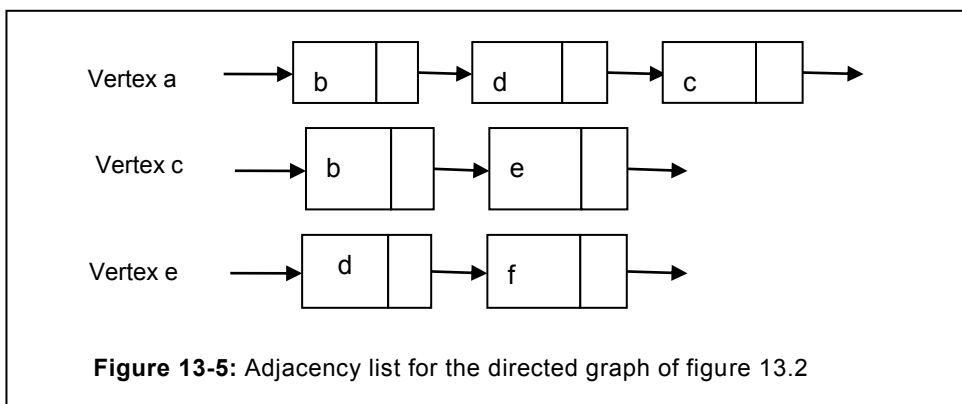 Vertex a b d c
Vertex c b e
Vertex e d f
Figure 13-5: Adjacency list for the directed graph of figure 13.2